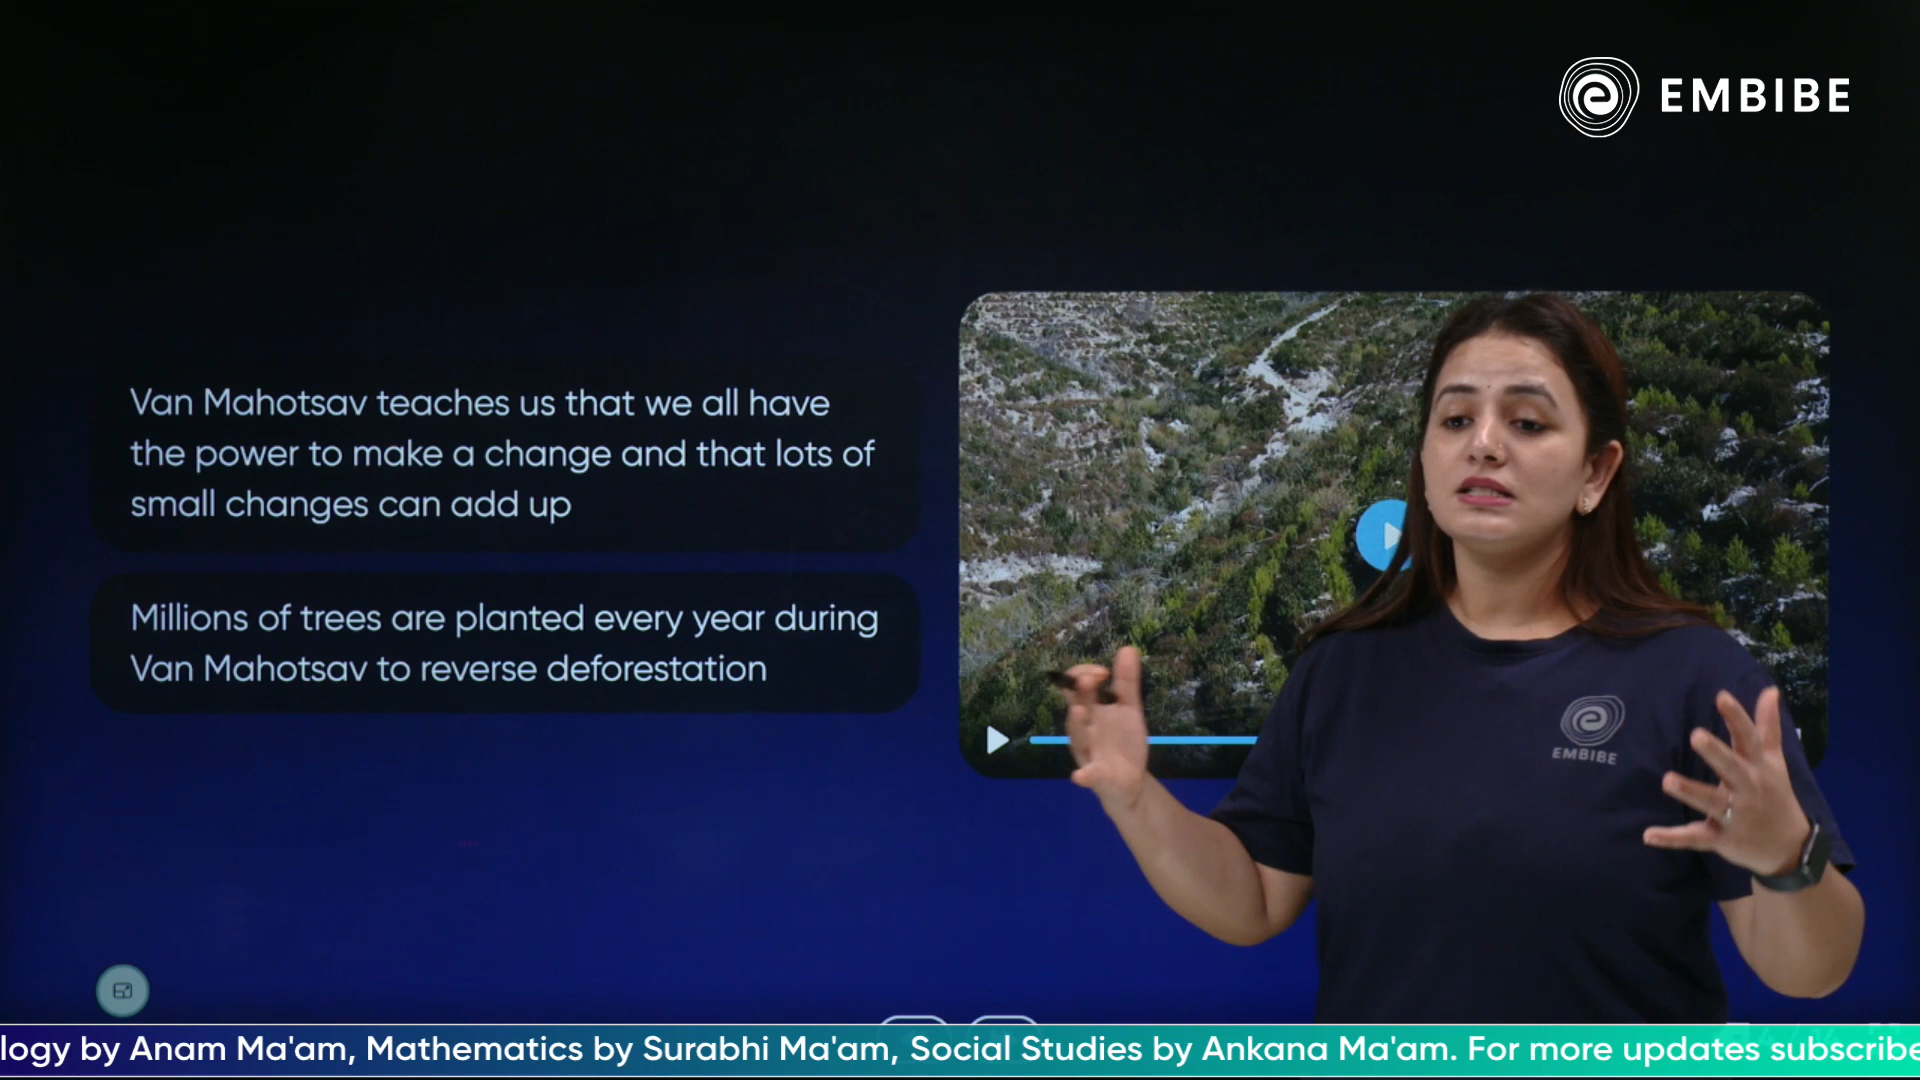 EMBIBE
Van Mahotsav teaches us that we all have
the power to make a change and that lots of
small changes can add up
Millions of trees are planted every year during
Van Mahotsav to reverse deforestation
EMBIBE
logy by Anam Ma'am, Mathematics by Surabhi Ma'am, Social Studies by Ankana Ma'am. For more updates subscribe